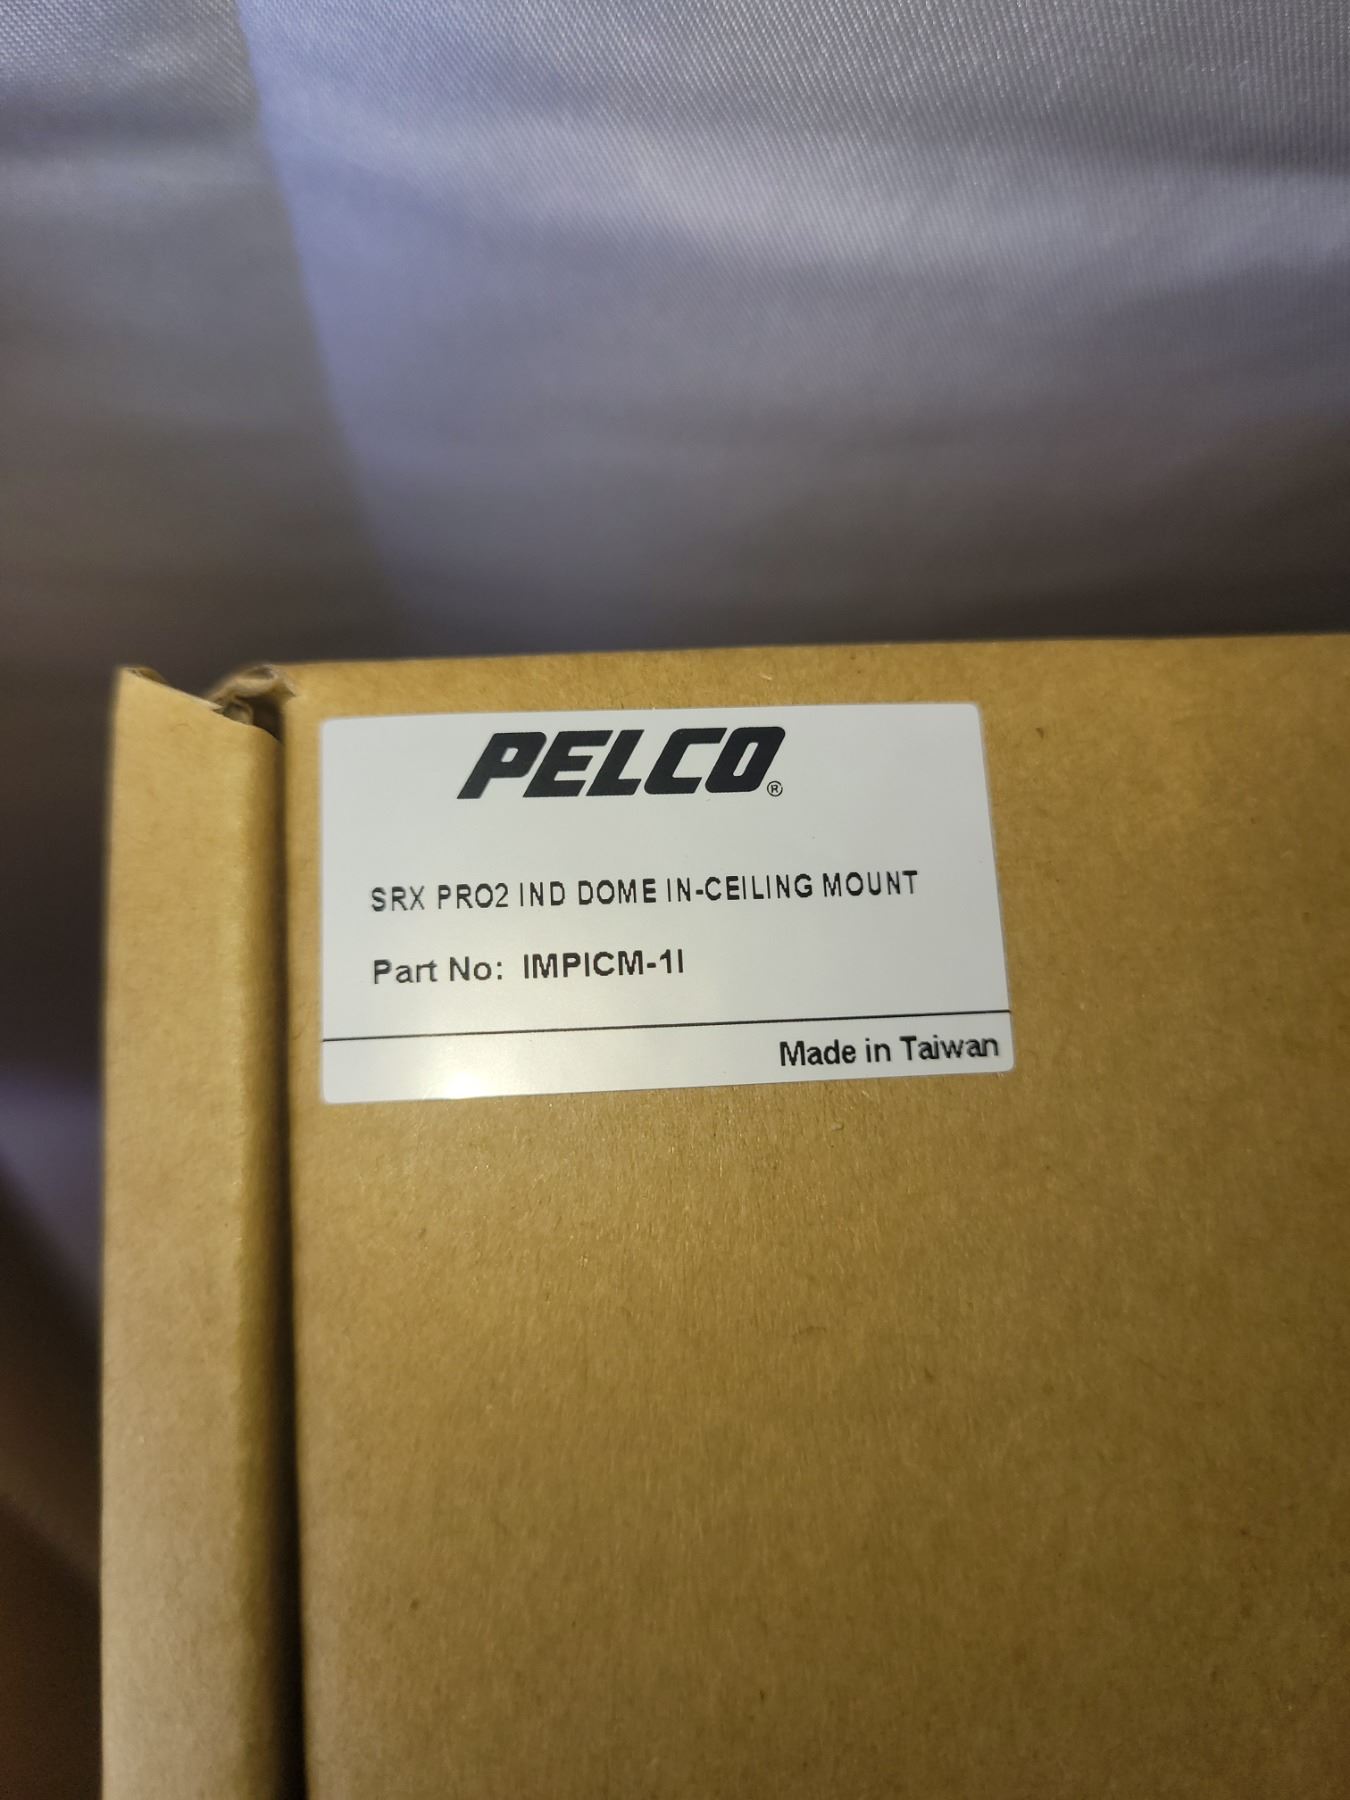 PELCO®
SRX PRO2 IND DOME IN-CEILING MOUNT
Part No: IMPICM-1I
Made in Taiwan